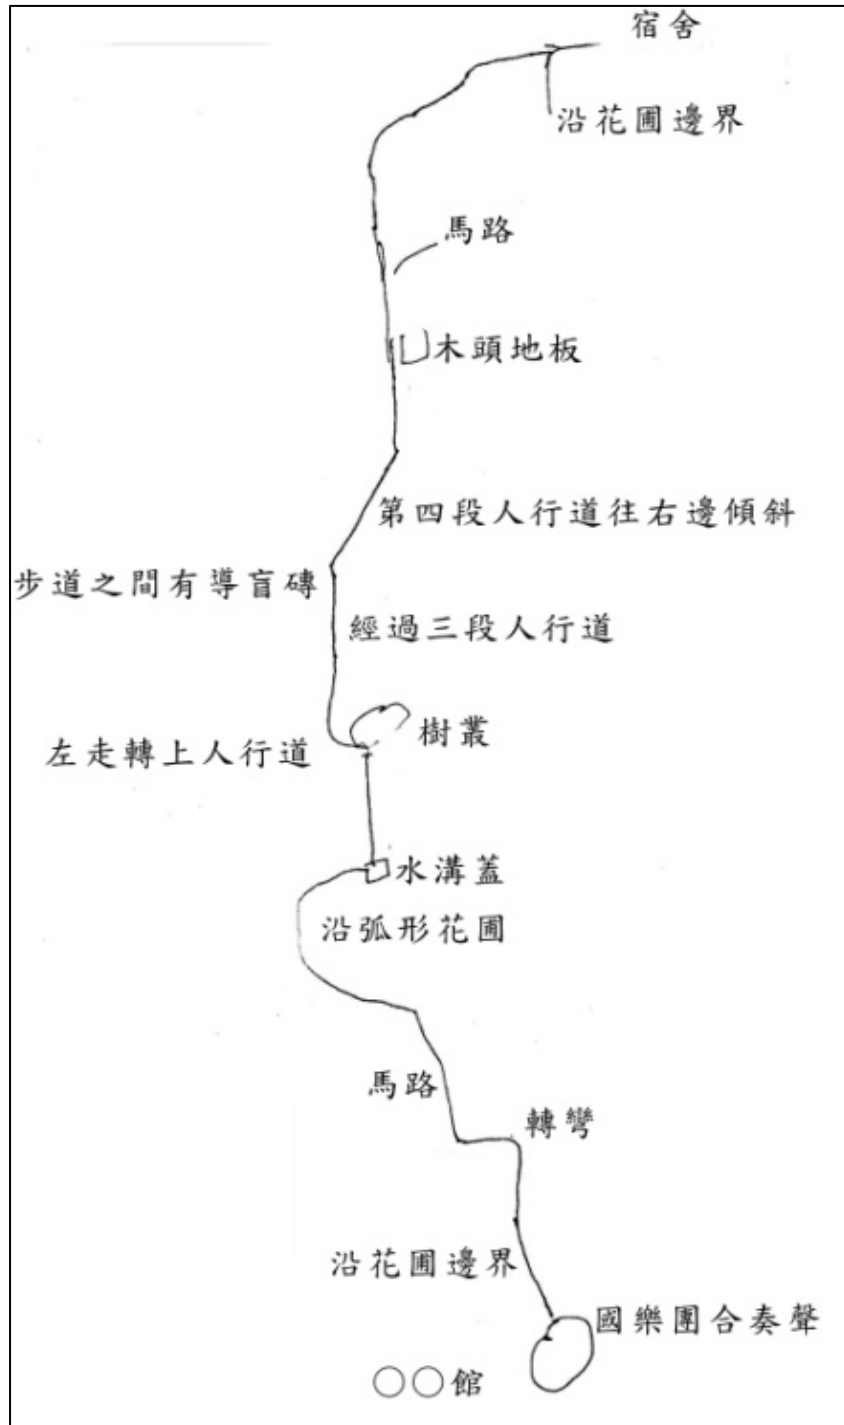 宿舍
沿花圃邊界
馬路
木頭地板
第四段人行道往右邊傾斜
步道之間有導盲磚
經過三段人行道
樹叢
左走轉上人行道
水溝蓋
沿弧形花圃
馬路
轉彎
沿花圃邊界
國樂團合奏聲
○○館